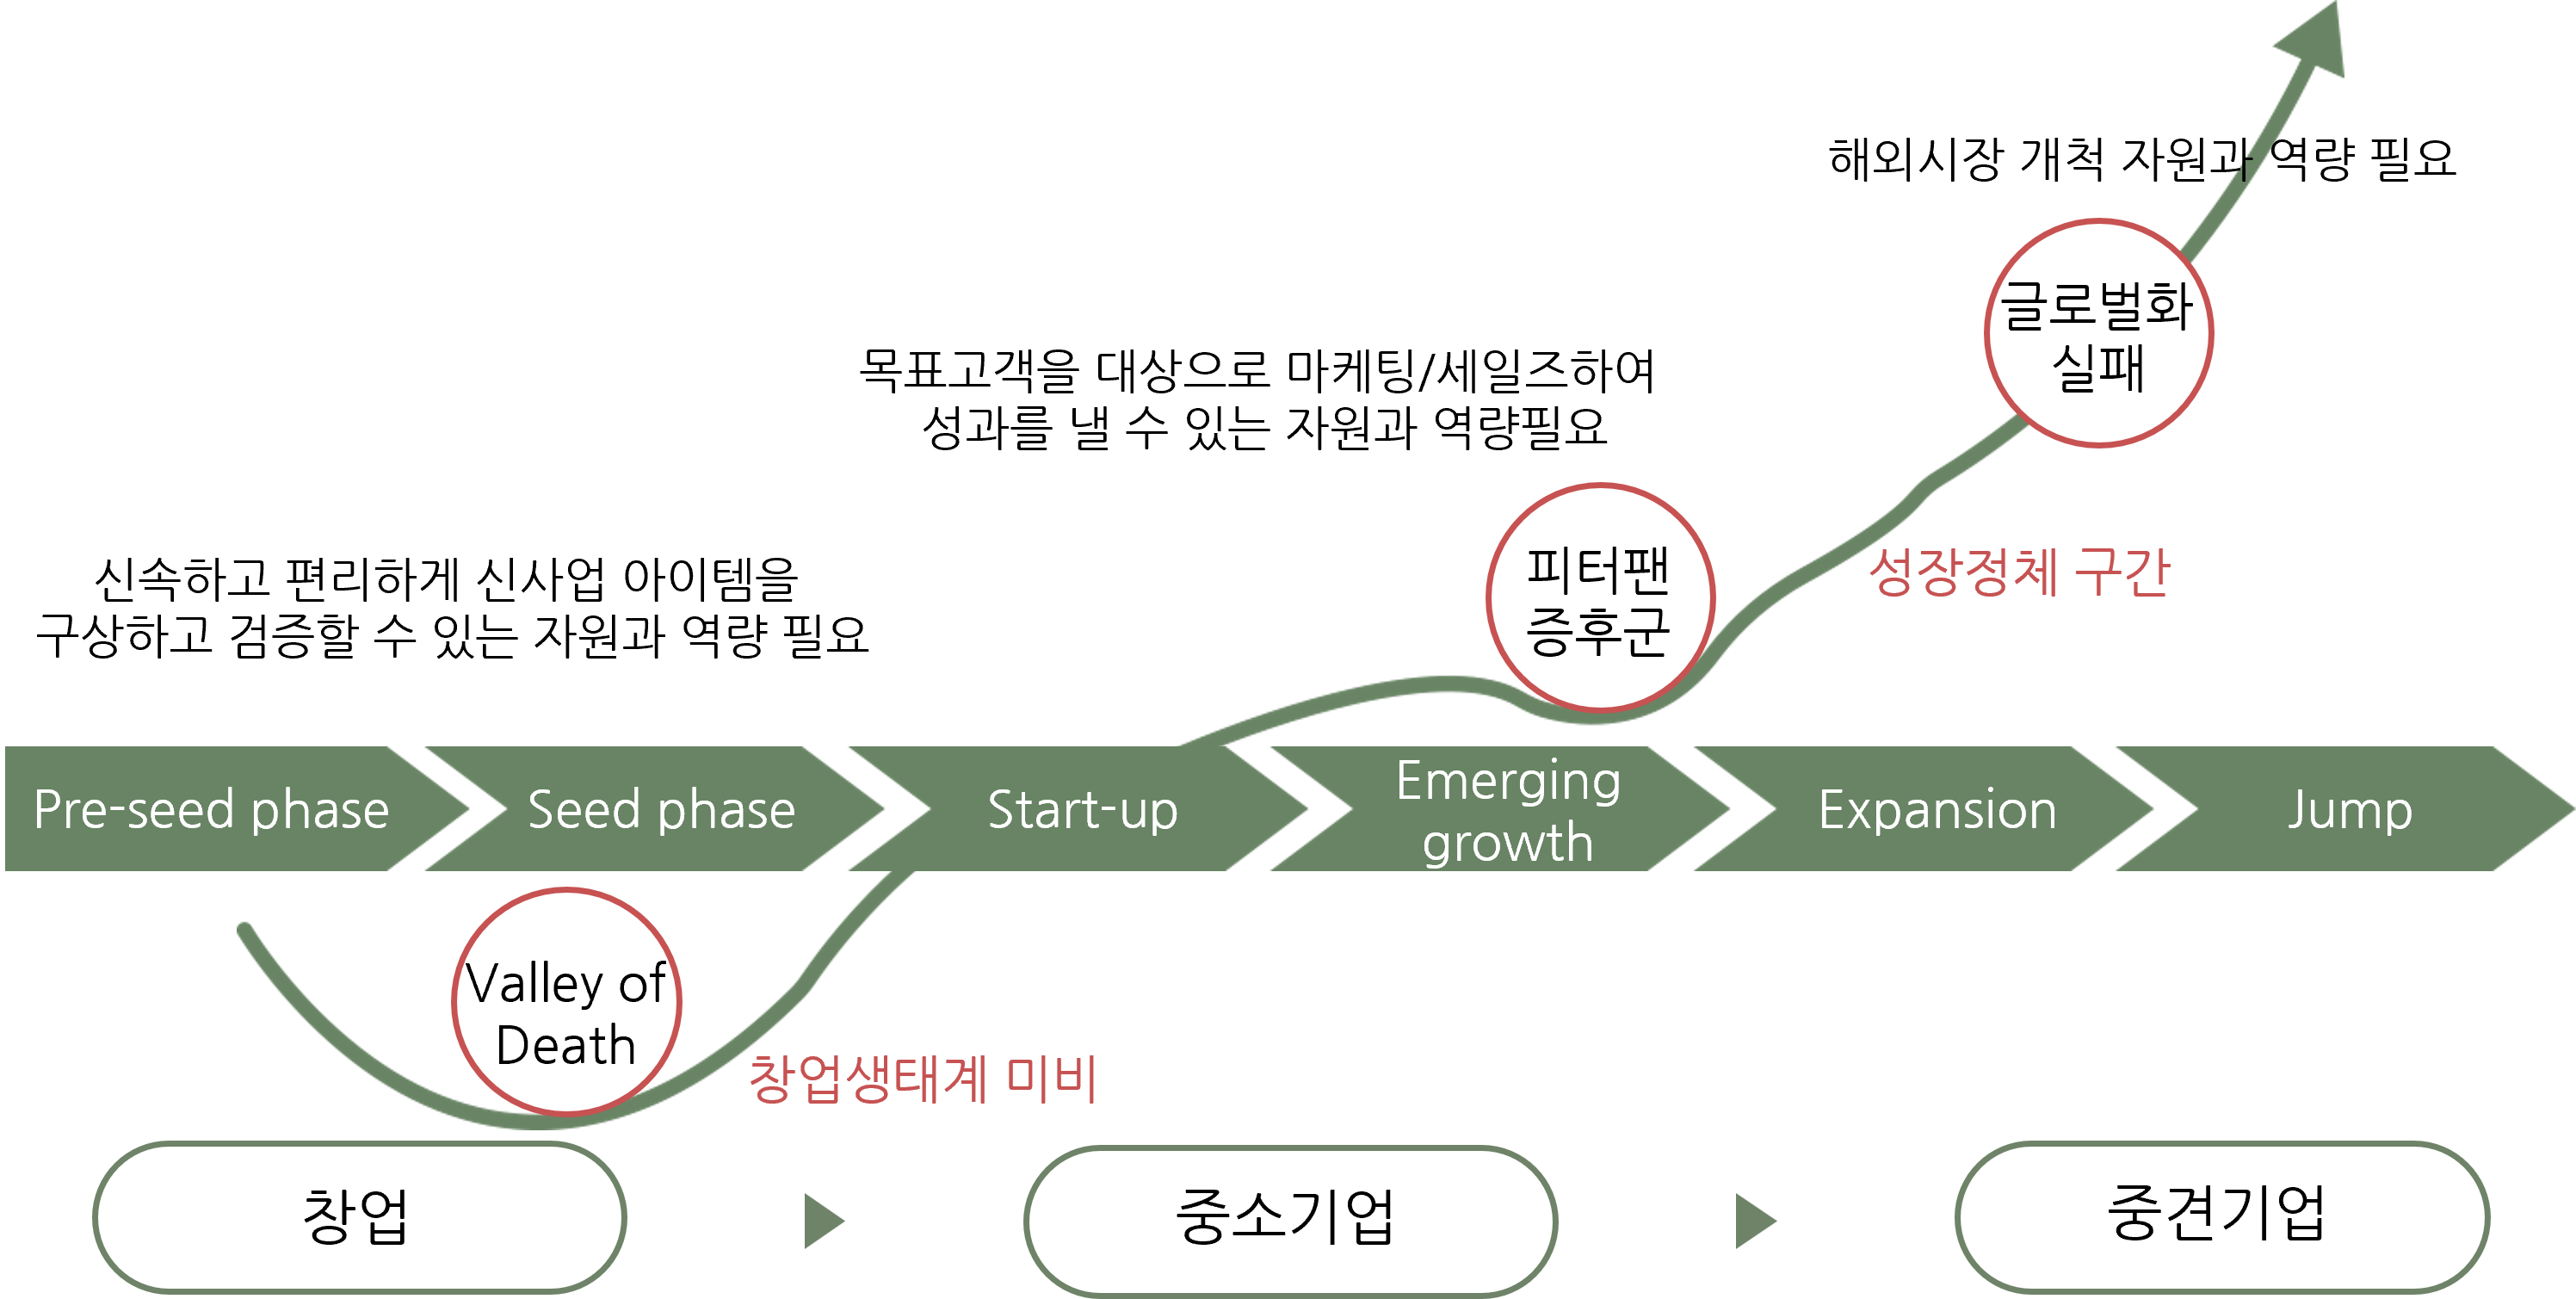 해외시장 개척 자원과 역량 필요
글로벌화
실패
목표고객을 대상으로 마케팅/세일즈하여
성과를 낼 수 있는 자원과 역량필요
피터팬
증후군
성장정체 구간
신속하고 편리하게 신사업 아이템을
구상하고 검증할 수 있는 자원과 역량 필요
Pre-seed phase
Seed phase
Start-up
Emerging
growth
Expansion
Jump
Valley of
Death
창업생태계 미비
창업
중소기업
중견기업